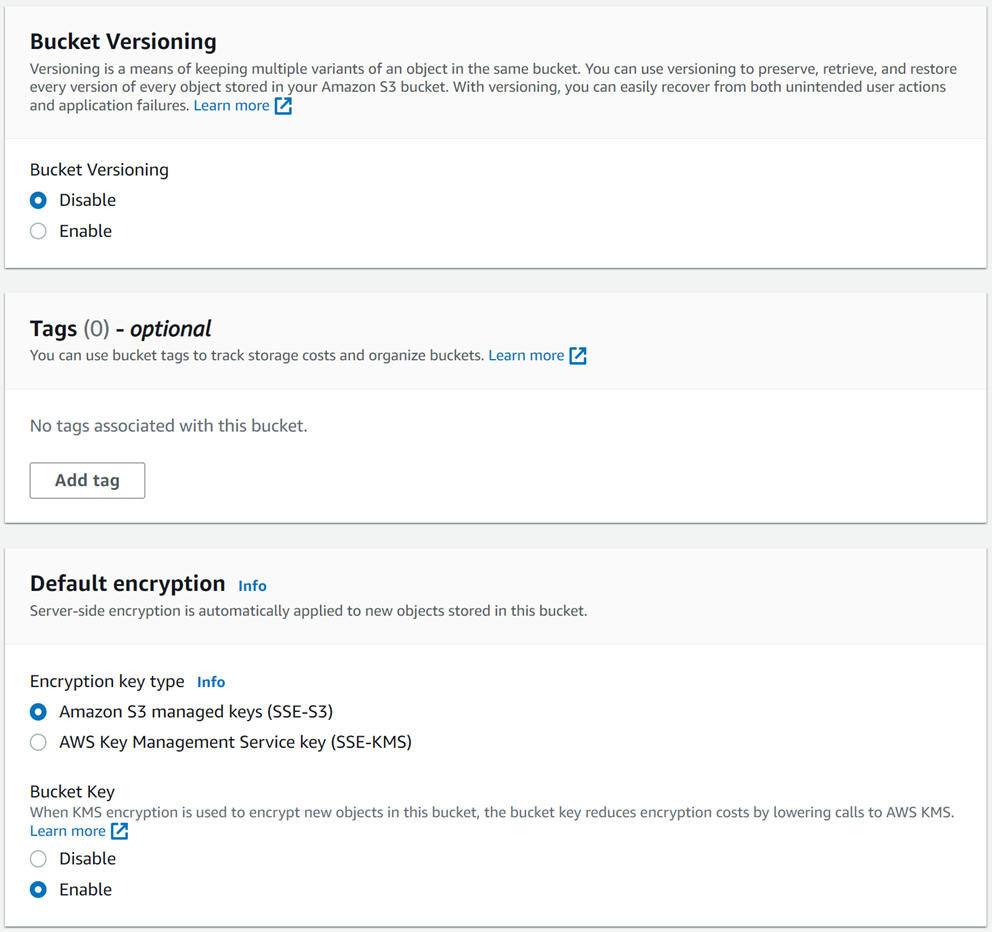 Bucket Versioning
Versioning is a means of keeping multiple variants of an object in the same bucket. You can use versioning to preserve, retrieve, and restore
every version of every object stored in your Amazon S3 bucket. With versioning, you can easily recover from both unintended user actions
and application failures. Learn more
Bucket Versioning
Disable
Enable
Tags (0) - optional
You can use bucket tags to track storage costs and organize buckets. Learn more
No tags associated with this bucket.
Add tag
Default encryption Info
Server-side encryption is automatically applied to new objects stored in this bucket.
Encryption key type Info
Amazon S3 managed keys (SSE-S3)
AWS Key Management Service key (SSE-KMS)
Bucket Key
When KMS encryption is used to encrypt new objects in this bucket, the bucket key reduces encryption costs by lowering calls to AWS KMS.
Learn more
Disable
Enable